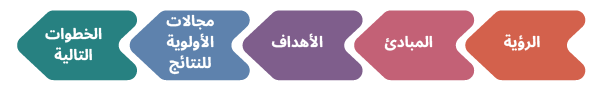 الرؤية
المبادئ
الأهداف
مجالات
الأولوية
للنتائج
الخطوات
التالية